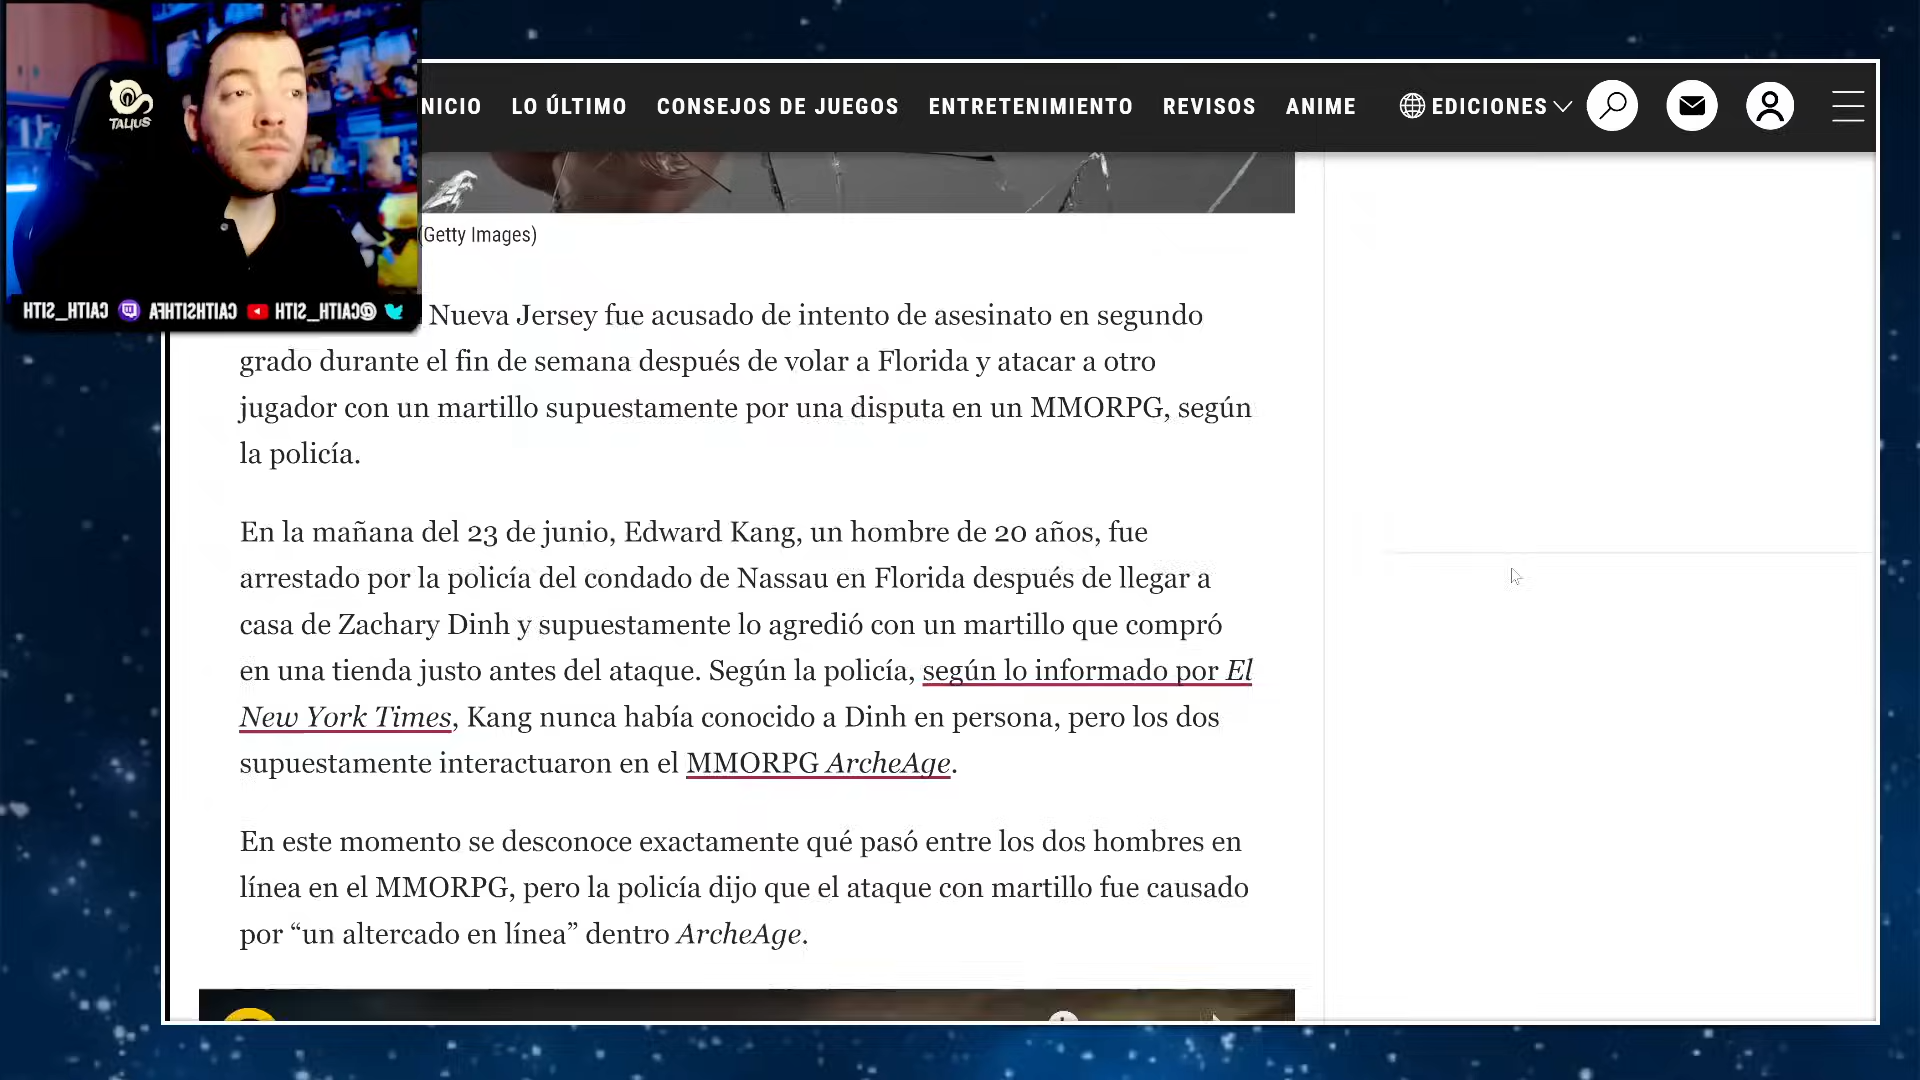 TALIUS
CAITH_SITH CAITHSITHFA @CAITH_SITH
NICIO LO ÚLTIMO CONSEJOS DE JUEGOS ENTRETENIMIENTO REVISOS ANIME EDICIONES
(Getty Images)
Nueva Jersey fue acusado de intento de asesinato en segundo
grado durante el fin de semana después de volar a Florida y atacar a otro
jugador con un martillo supuestamente por una disputa en un MMORPG, según
la policía.
En la mañana del 23 de junio, Edward Kang, un hombre de 20 años, fue
arrestado por la policía del condado de Nassau en Florida después de llegar a
casa de Zachary Dinh y supuestamente lo agredió con un martillo que compró
en una tienda justo antes del ataque. Según la policía, según lo informado por El
New York Times, Kang nunca había conocido a Dinh en persona, pero los dos
supuestamente interactuaron en el MMORPG ArcheAge.
En este momento se desconoce exactamente qué pasó entre los dos hombres en
línea en el MMORPG, pero la policía dijo que el ataque con martillo fue causado
por “un altercado en línea” dentro ArcheAge.